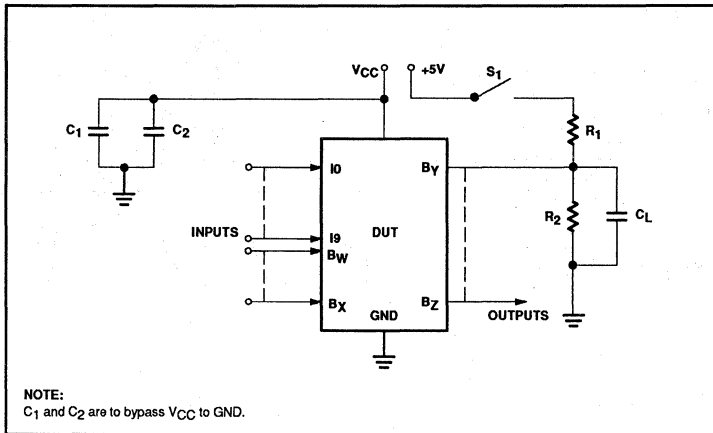 VCC +5V S1
C1 C2 R1
I0 BY
R2 CL
INPUTS I9 DUT
BW
BX GND BZ OUTPUTS
NOTE:
C1 and C2 are to bypass VCC to GND.